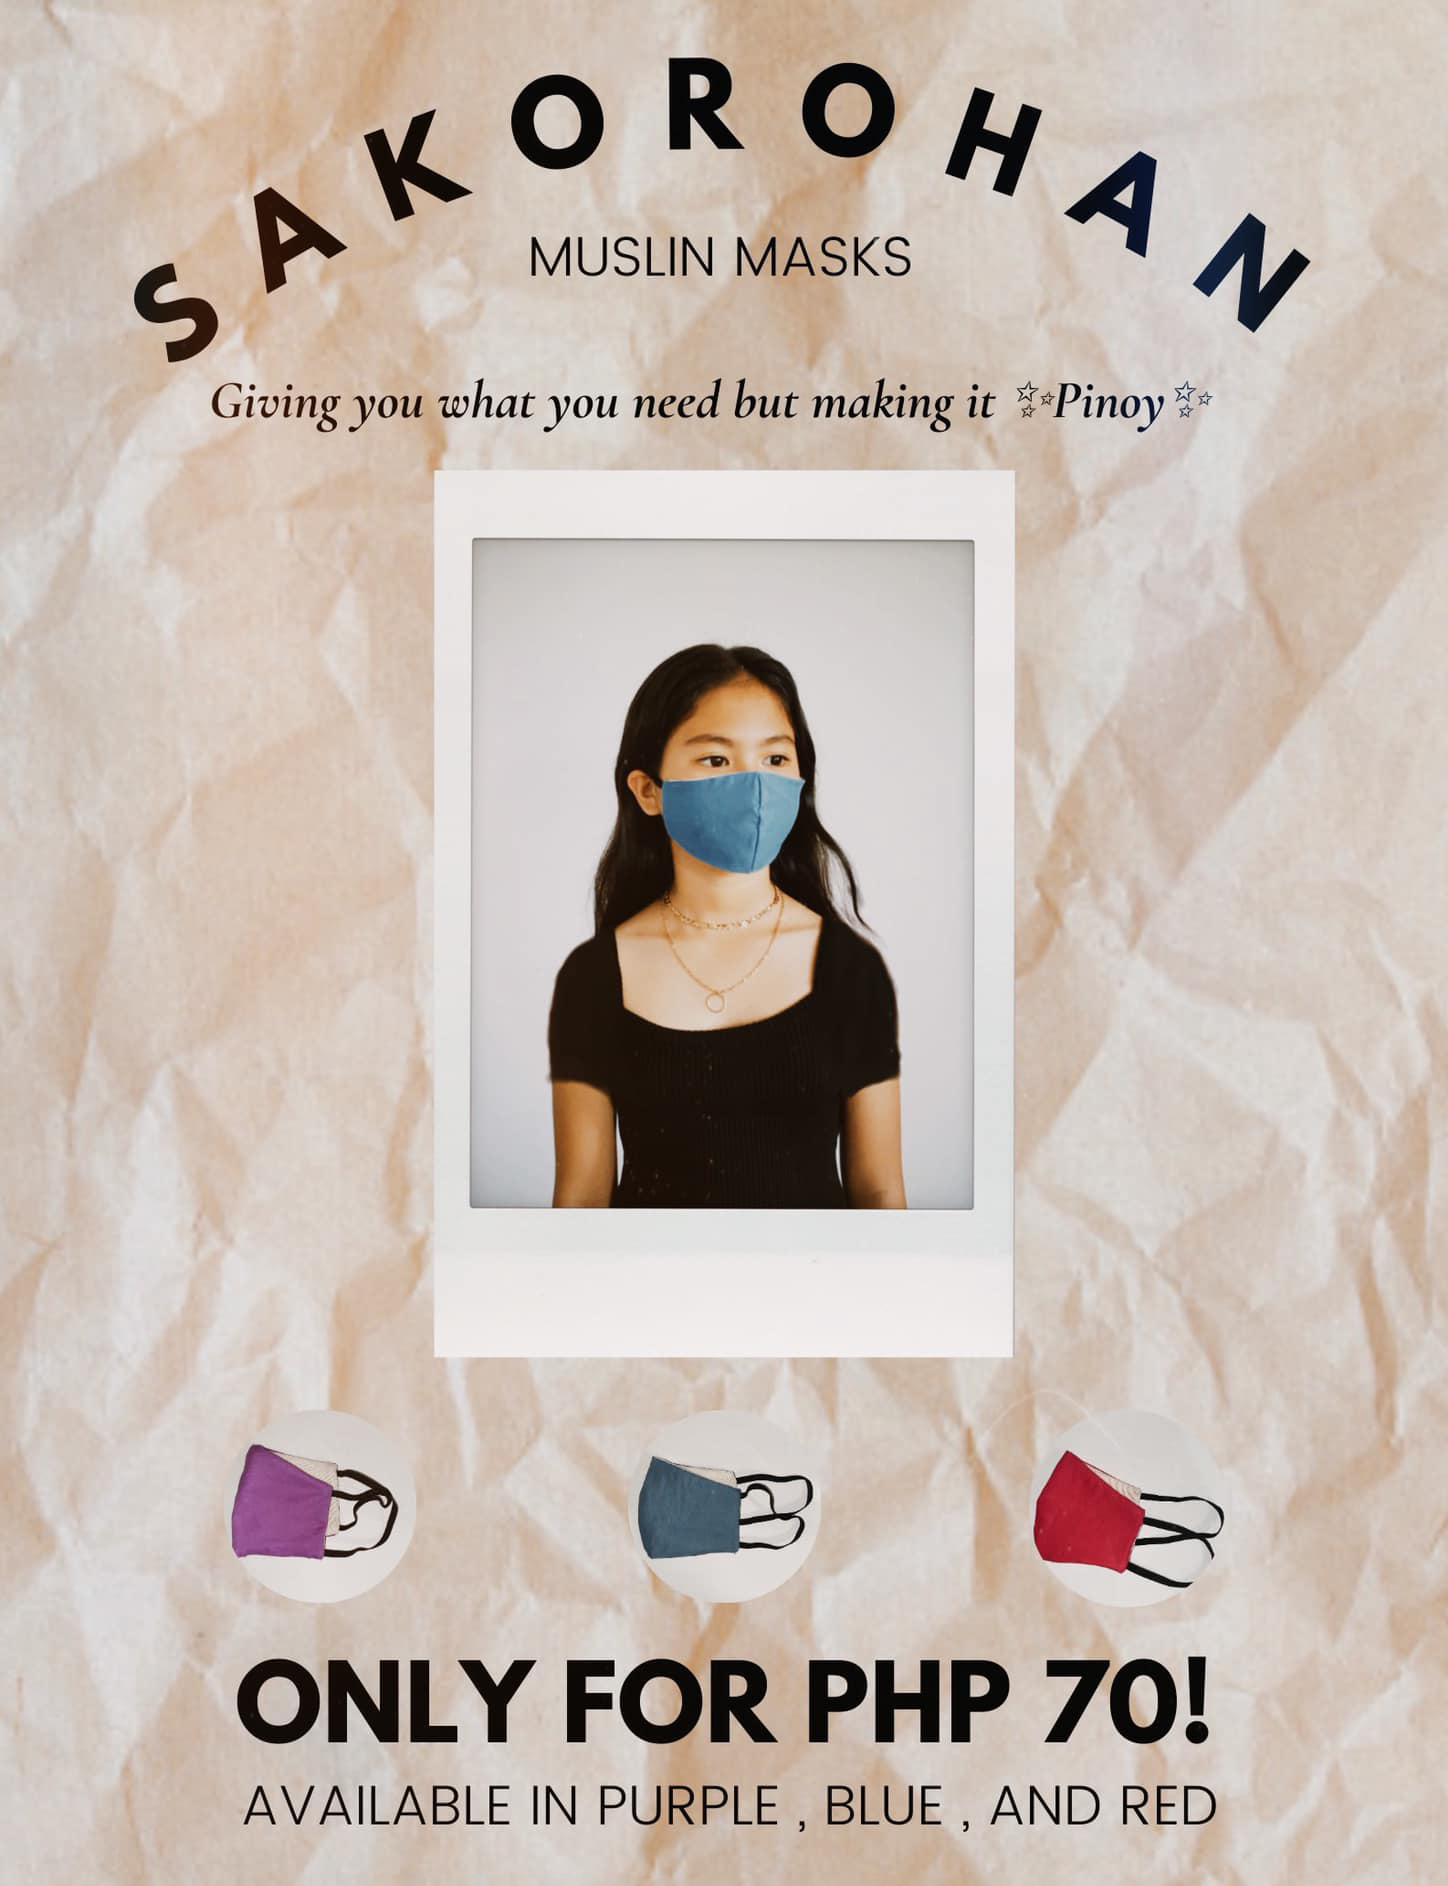 SAKOROHAN
MUSLIN MASKS
Giving you what you need but making it ✨Pinoy✨
ONLY FOR PHP 70!
AVAILABLE IN PURPLE , BLUE , AND RED